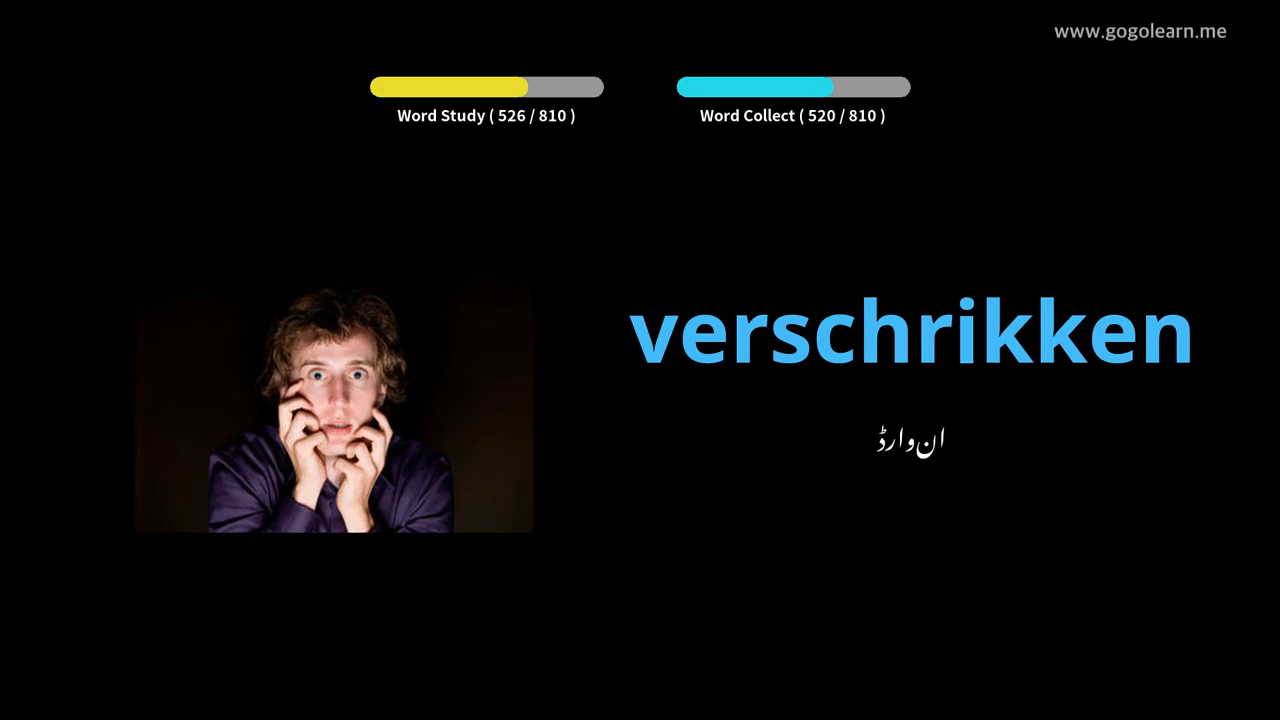 www.gogolearn.me
Word Study ( 526 / 810 )
Word Collect ( 520 / 810 )
verschrikken
ان‌وارڈ